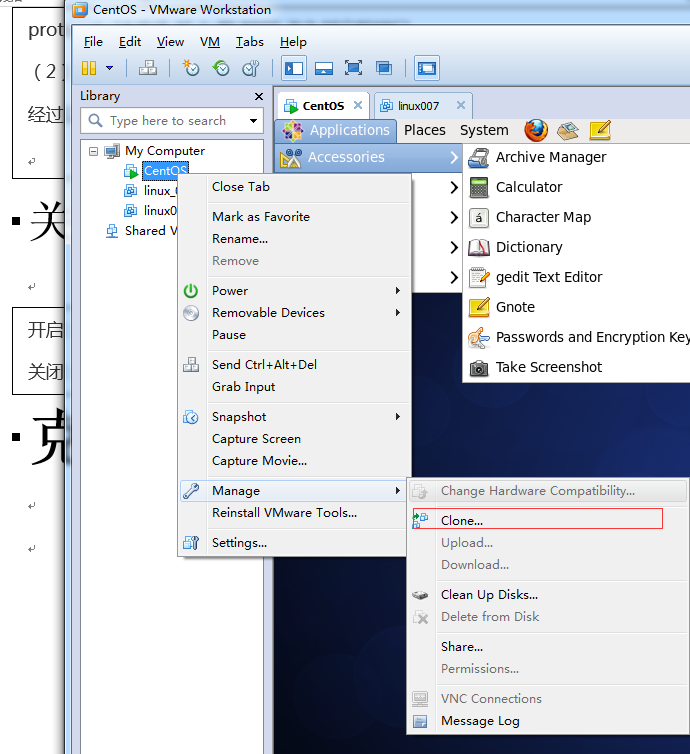 CentOS - VMware Workstation
File Edit View VM Tabs Help
Library
Type here to search
My Computer
CentOS
linux_
linux0
Shared V
CentOS
linux007
Applications Places System
Accessories
Archive Manager
Calculator
Character Map
Dictionary
gedit Text Editor
Gnote
Passwords and Encryption Key
Take Screenshot
Close Tab
Mark as Favorite
Rename...
Remove
Power
Removable Devices
Pause
Send Ctrl+Alt+Del
Grab Input
Snapshot
Capture Screen
Capture Movie...
Manage
Reinstall VMware Tools...
Settings...
Change Hardware Compatibility...
Clone...
Upload...
Download...
Clean Up Disks...
Delete from Disk
Share...
Permissions...
VNC Connections
Message Log
prot
(2)
经过
关
开启
关闭
克